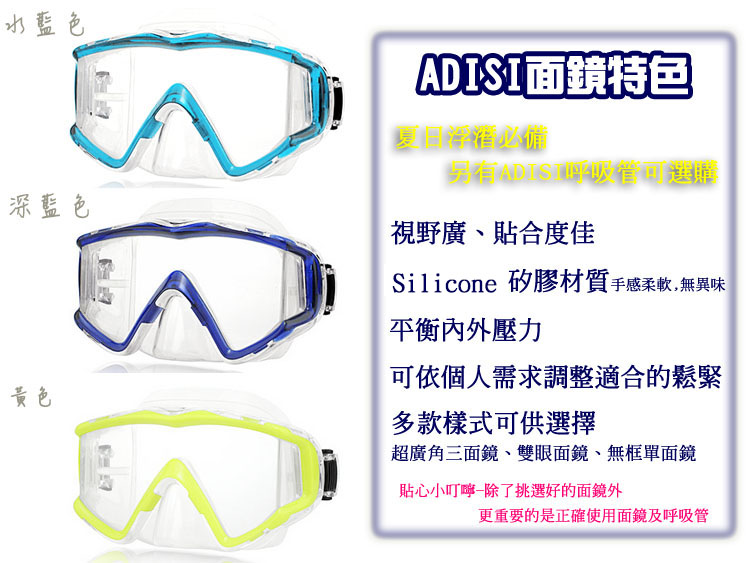 水藍色
深藍色
黃色
ADISI面鏡特色
夏日浮潛必備
另有ADISI呼吸管可選購
視野廣、貼合度佳
Silicone 矽膠材質手感柔軟,無異味
平衡內外壓力
可依個人需求調整適合的鬆緊
多款樣式可供選擇
超廣角三面鏡、雙眼面鏡、無框單面鏡
貼心小叮嚀-除了挑選好的面鏡外
更重要的是正確使用面鏡及呼吸管